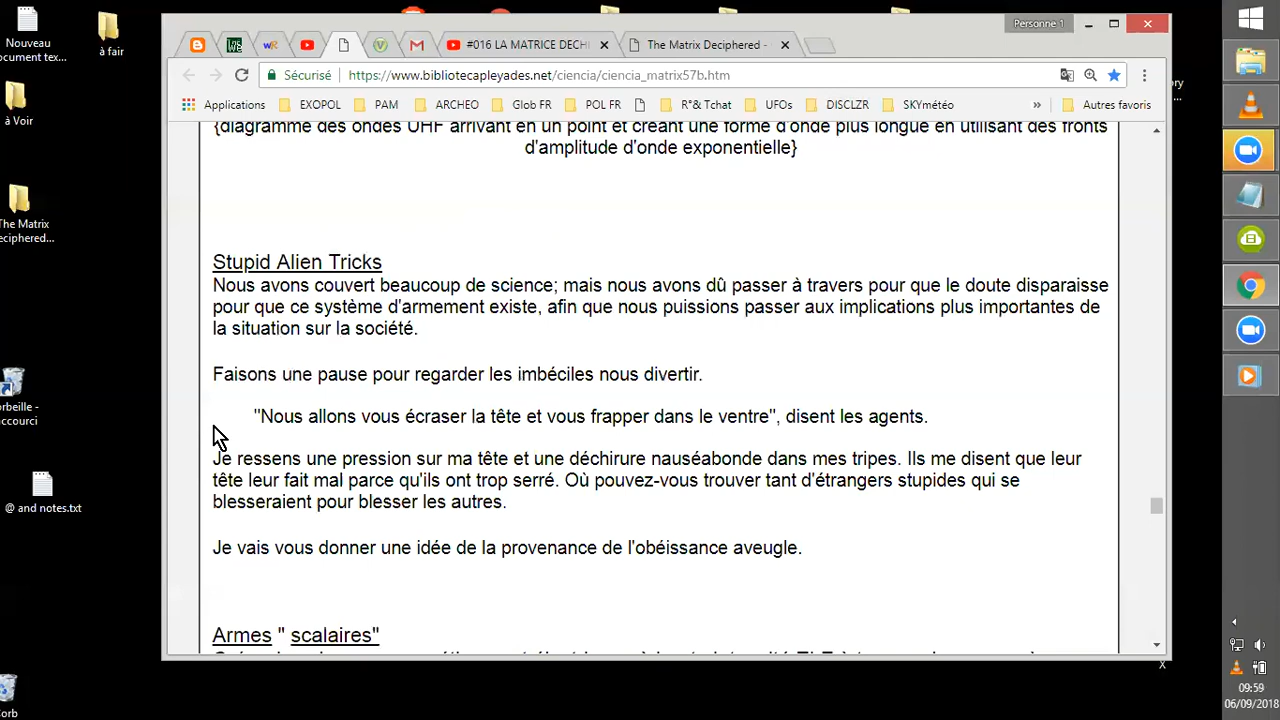 Nouveau
ocument tex...
à fair
à Voir
The Matrix
eciphered...
orbeille -
accourci
@ and notes.txt
Corb
Personne 1
#016 LA MATRICE DECHI
The Matrix Deciphered -
Sécurisé
https://www.bibliotecapleyades.net/ciencia/ciencia_matrix57b.htm
Applications EXOPOL PAM ARCHEO Glob FR POL FR R°& Tchat UFOs DISCLZR SKYmétéo » Autres favoris
{diagramme des ondes UHF arrivant en un point et créant une forme d'onde plus longue en utilisant des fronts
d'amplitude d'onde exponentielle}
Stupid Alien Tricks
Nous avons couvert beaucoup de science; mais nous avons dû passer à travers pour que le doute disparaisse
pour que ce système d'armement existe, afin que nous puissions passer aux implications plus importantes de
la situation sur la société.
Faisons une pause pour regarder les imbéciles nous divertir.
"Nous allons vous écraser la tête et vous frapper dans le ventre", disent les agents.
Je ressens une pression sur ma tête et une déchirure nauséabonde dans mes tripes. Ils me disent que leur
tête leur fait mal parce qu'ils ont trop serré. Où pouvez-vous trouver tant d'étrangers stupides qui se
blesseraient pour blesser les autres.
Je vais vous donner une idée de la provenance de l'obéissance aveugle.
Armes " scalaires"
ory
09:59
06/09/2018